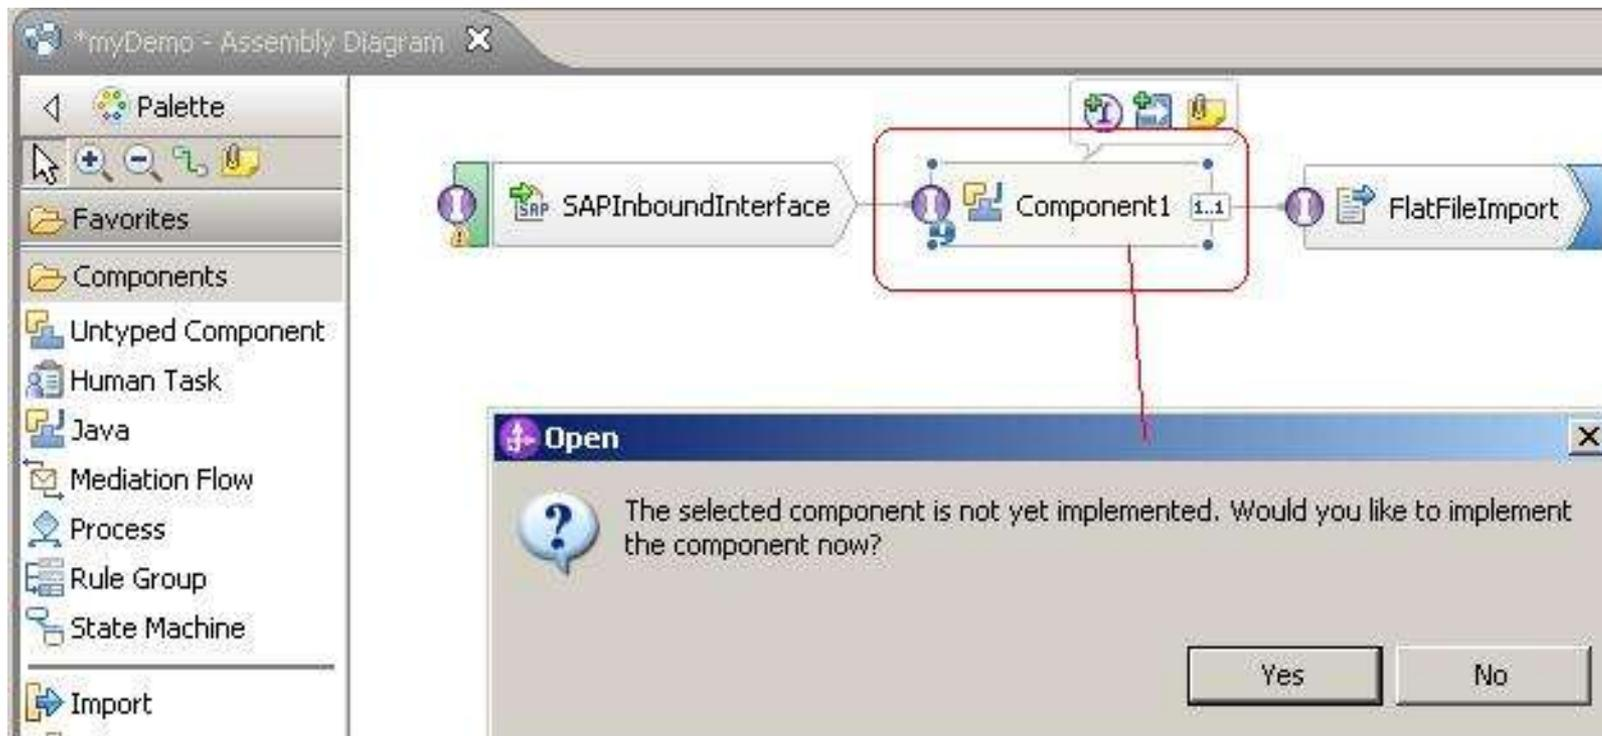 *myDemo - Assembly Diagram
Palette
Favorites
Components
Untyped Component
Human Task
Java
Mediation Flow
Process
Rule Group
State Machine
Import
I
SAP
SAPInboundInterface
I
Component1
1..1
I
FlatFileImport
Open
The selected component is not yet implemented. Would you like to implement
the component now?
Yes
No